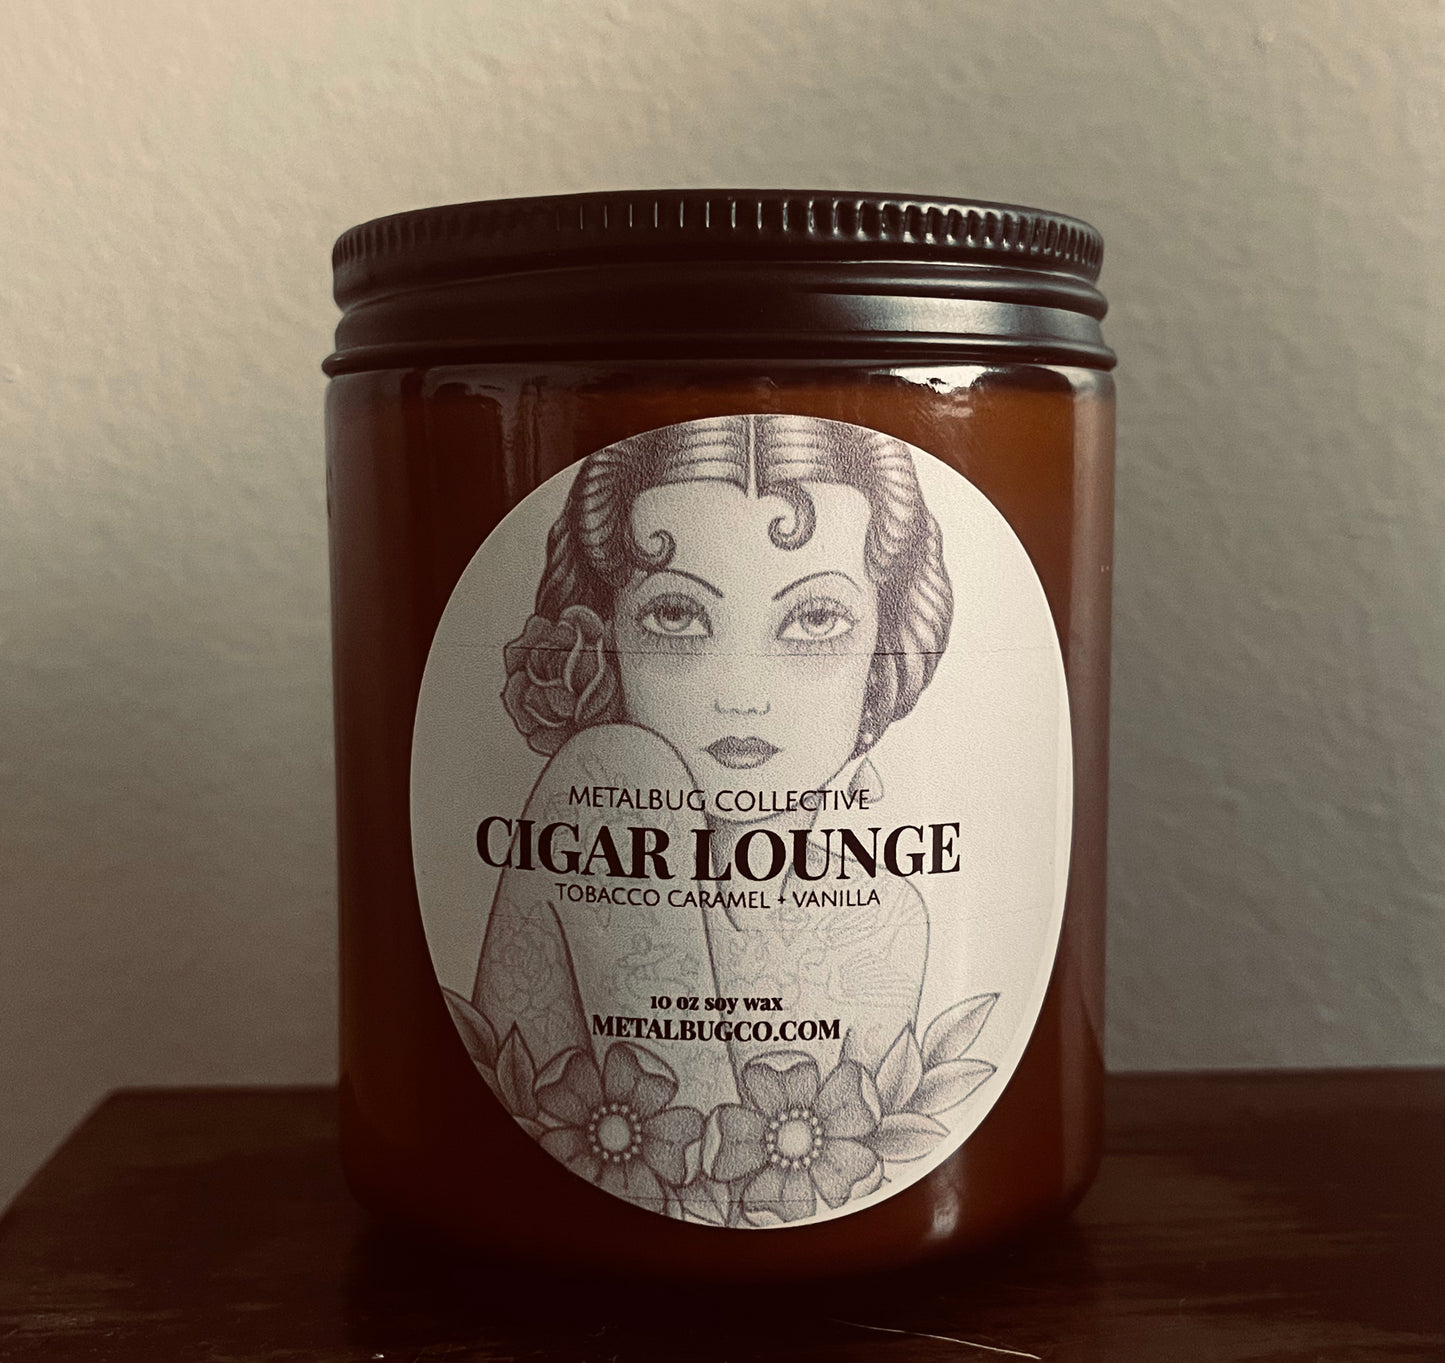 METALBUG COLLECTIVE
CIGAR LOUNGE
TOBACCO CARAMEL + VANILLA
10 oz soy wax
METALBUGCO.COM